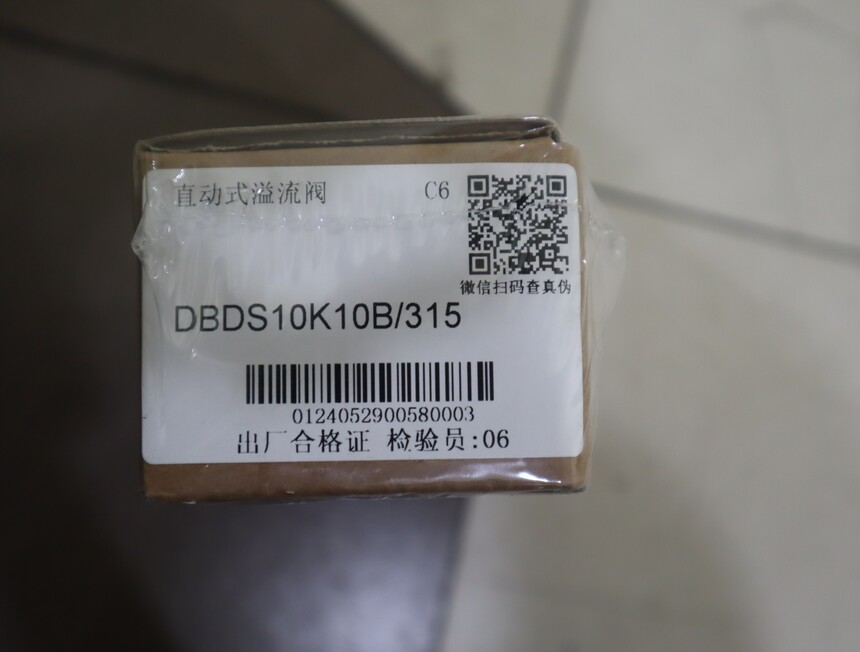 直动式溢流阀 C6
微信扫码查真伪
DBDS10K10B/315
0124052900580003
出厂合格证 检验员:06